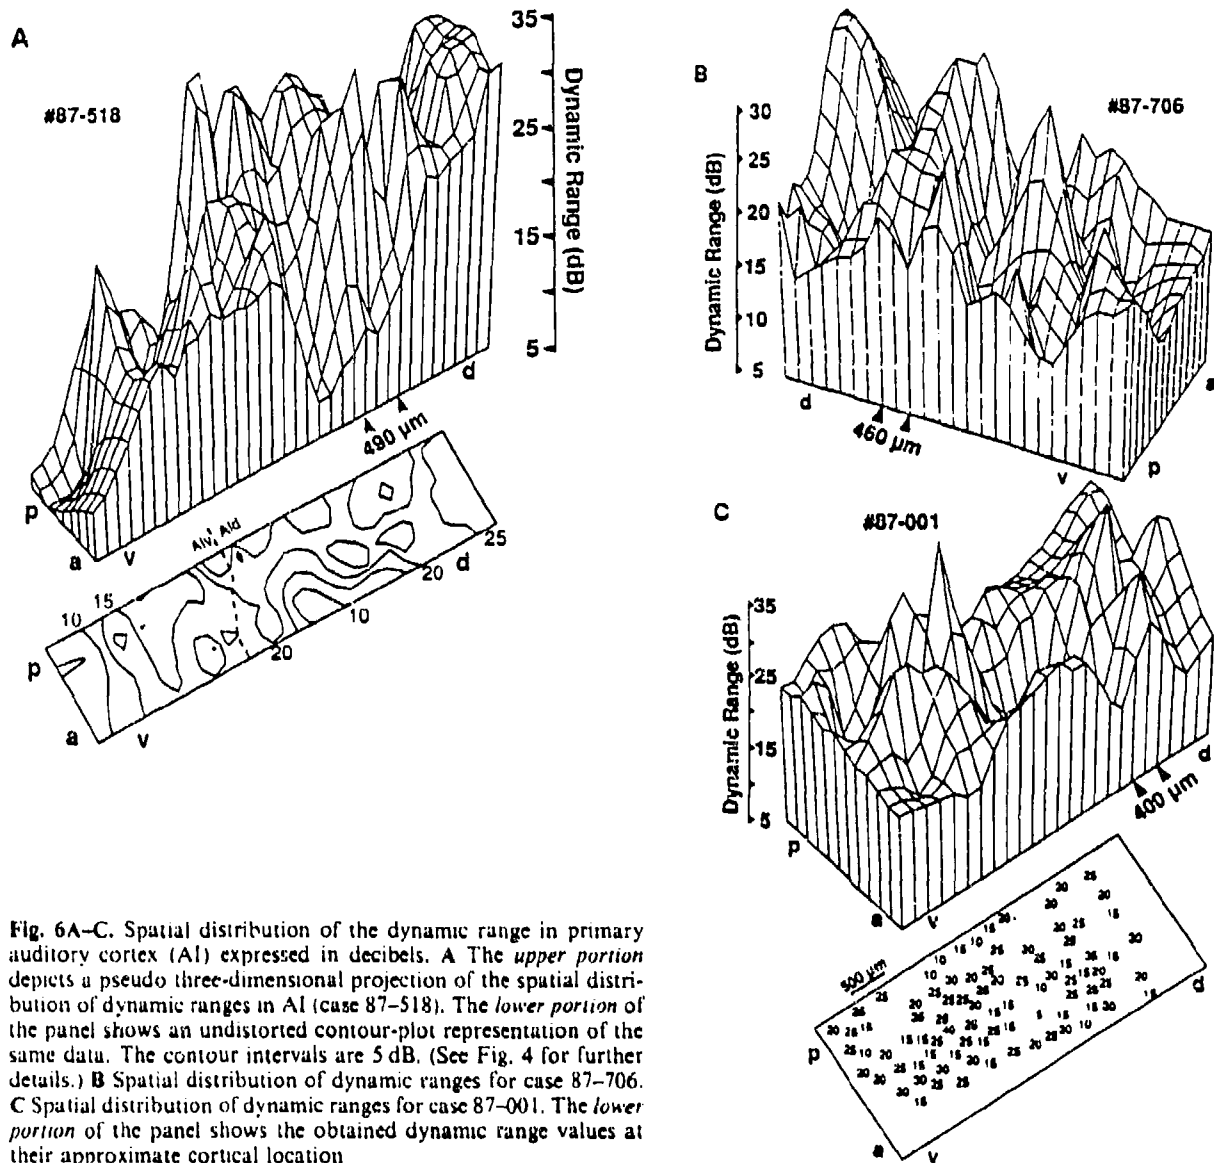 A
#87-518
35
25
15
5
Dynamic Range (dB)
d
490 µm
p
a
v
AIv AId
10
15
20
10
20
25
d
p
a
v
B
#87-706
30
25
20
15
10
5
Dynamic Range (dB)
d
460 µm
v
p
a
C
#87-001
35
25
15
5
Dynamic Range (dB)
p
a
v
400 µm
d
500 µm
p
a
v
d
Fig. 6A–C. Spatial distribution of the dynamic range in primary
auditory cortex (AI) expressed in decibels. A The upper portion
depicts a pseudo three-dimensional projection of the spatial distri-
bution of dynamic ranges in AI (case 87–518). The lower portion of
the panel shows an undistorted contour-plot representation of the
same data. The contour intervals are 5 dB. (See Fig. 4 for further
details.) B Spatial distribution of dynamic ranges for case 87–706.
C Spatial distribution of dynamic ranges for case 87–001. The lower
portion of the panel shows the obtained dynamic range values at
their approximate cortical location